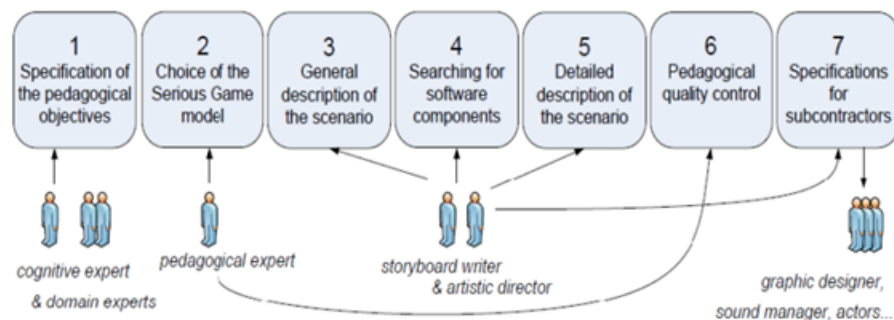 1
Specification of
the pedagogical
objectives
2
Choice of the
Serious Game
model
3
General
description of
the scenario
4
Searching for
software
components
5
Detailed
description of
the scenario
6
Pedagogical
quality control
7
Specifications
for
subcontractors
cognitive expert
& domain experts
pedagogical expert
storyboard writer
& artistic director
graphic designer,
sound manager, actors...